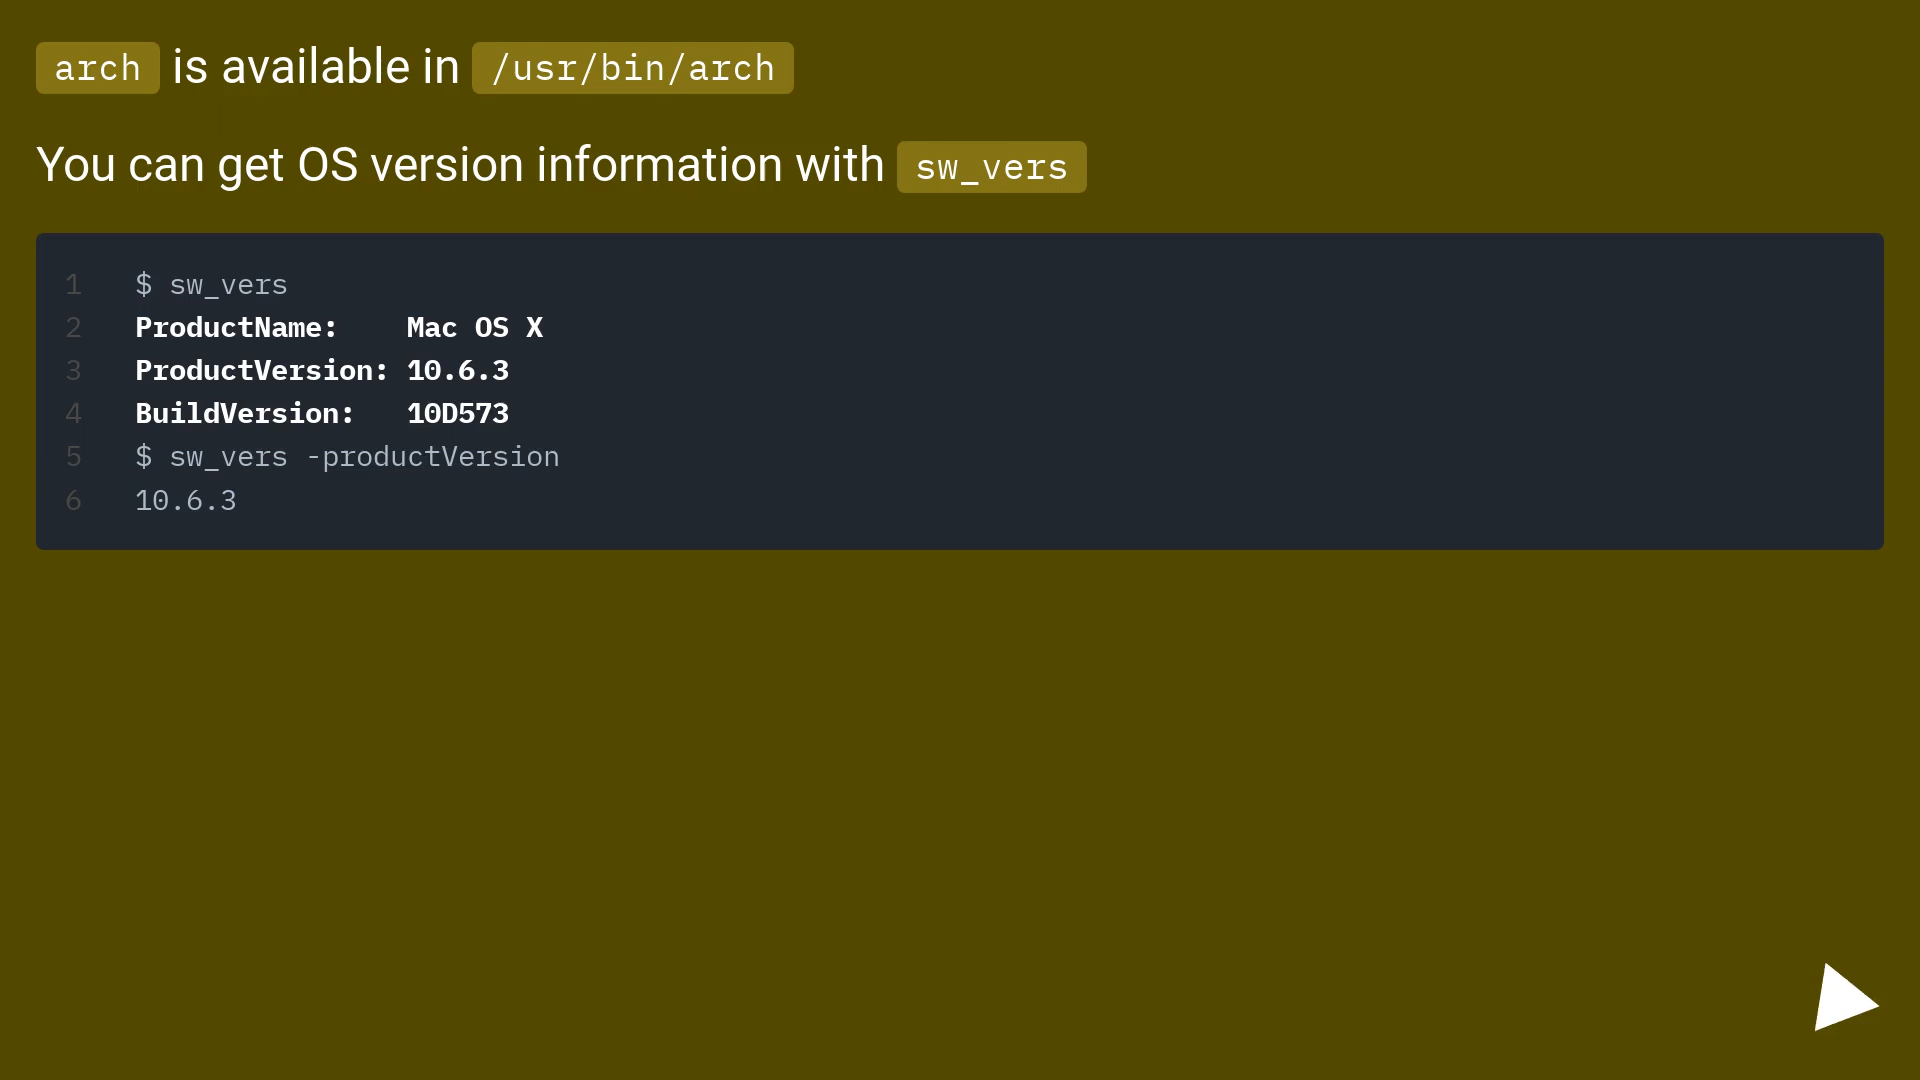 arch is available in /usr/bin/arch
You can get OS version information with sw_vers
1 $ sw_vers
2 ProductName:    Mac OS X
3 ProductVersion: 10.6.3
4 BuildVersion:   10D573
5 $ sw_vers -productVersion
6 10.6.3